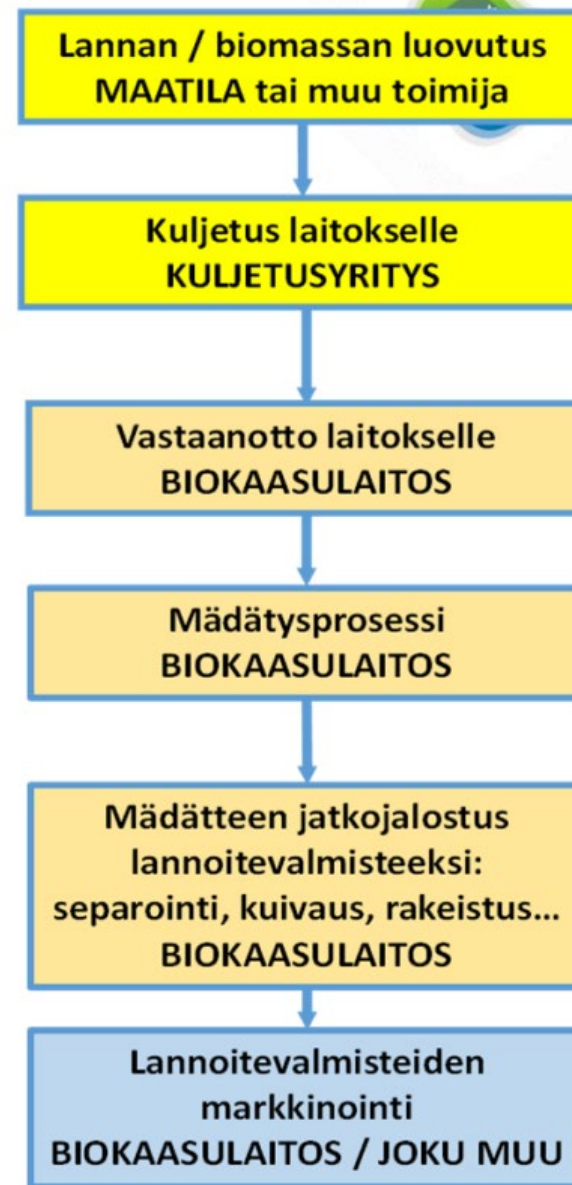 Lannan / biomassan luovutus
MAATILA tai muu toimija
Kuljetus laitokselle
KULJETUSYRITYS
Vastaanotto laitokselle
BIOKAASULAITOS
Mädätysprosessi
BIOKAASULAITOS
Mädätteen jatkojalostus
lannoitevalmisteeksi:
separointi, kuivaus, rakeistus...
BIOKAASULAITOS
Lannoitevalmisteiden
markkinointi
BIOKAASULAITOS / JOKU MUU